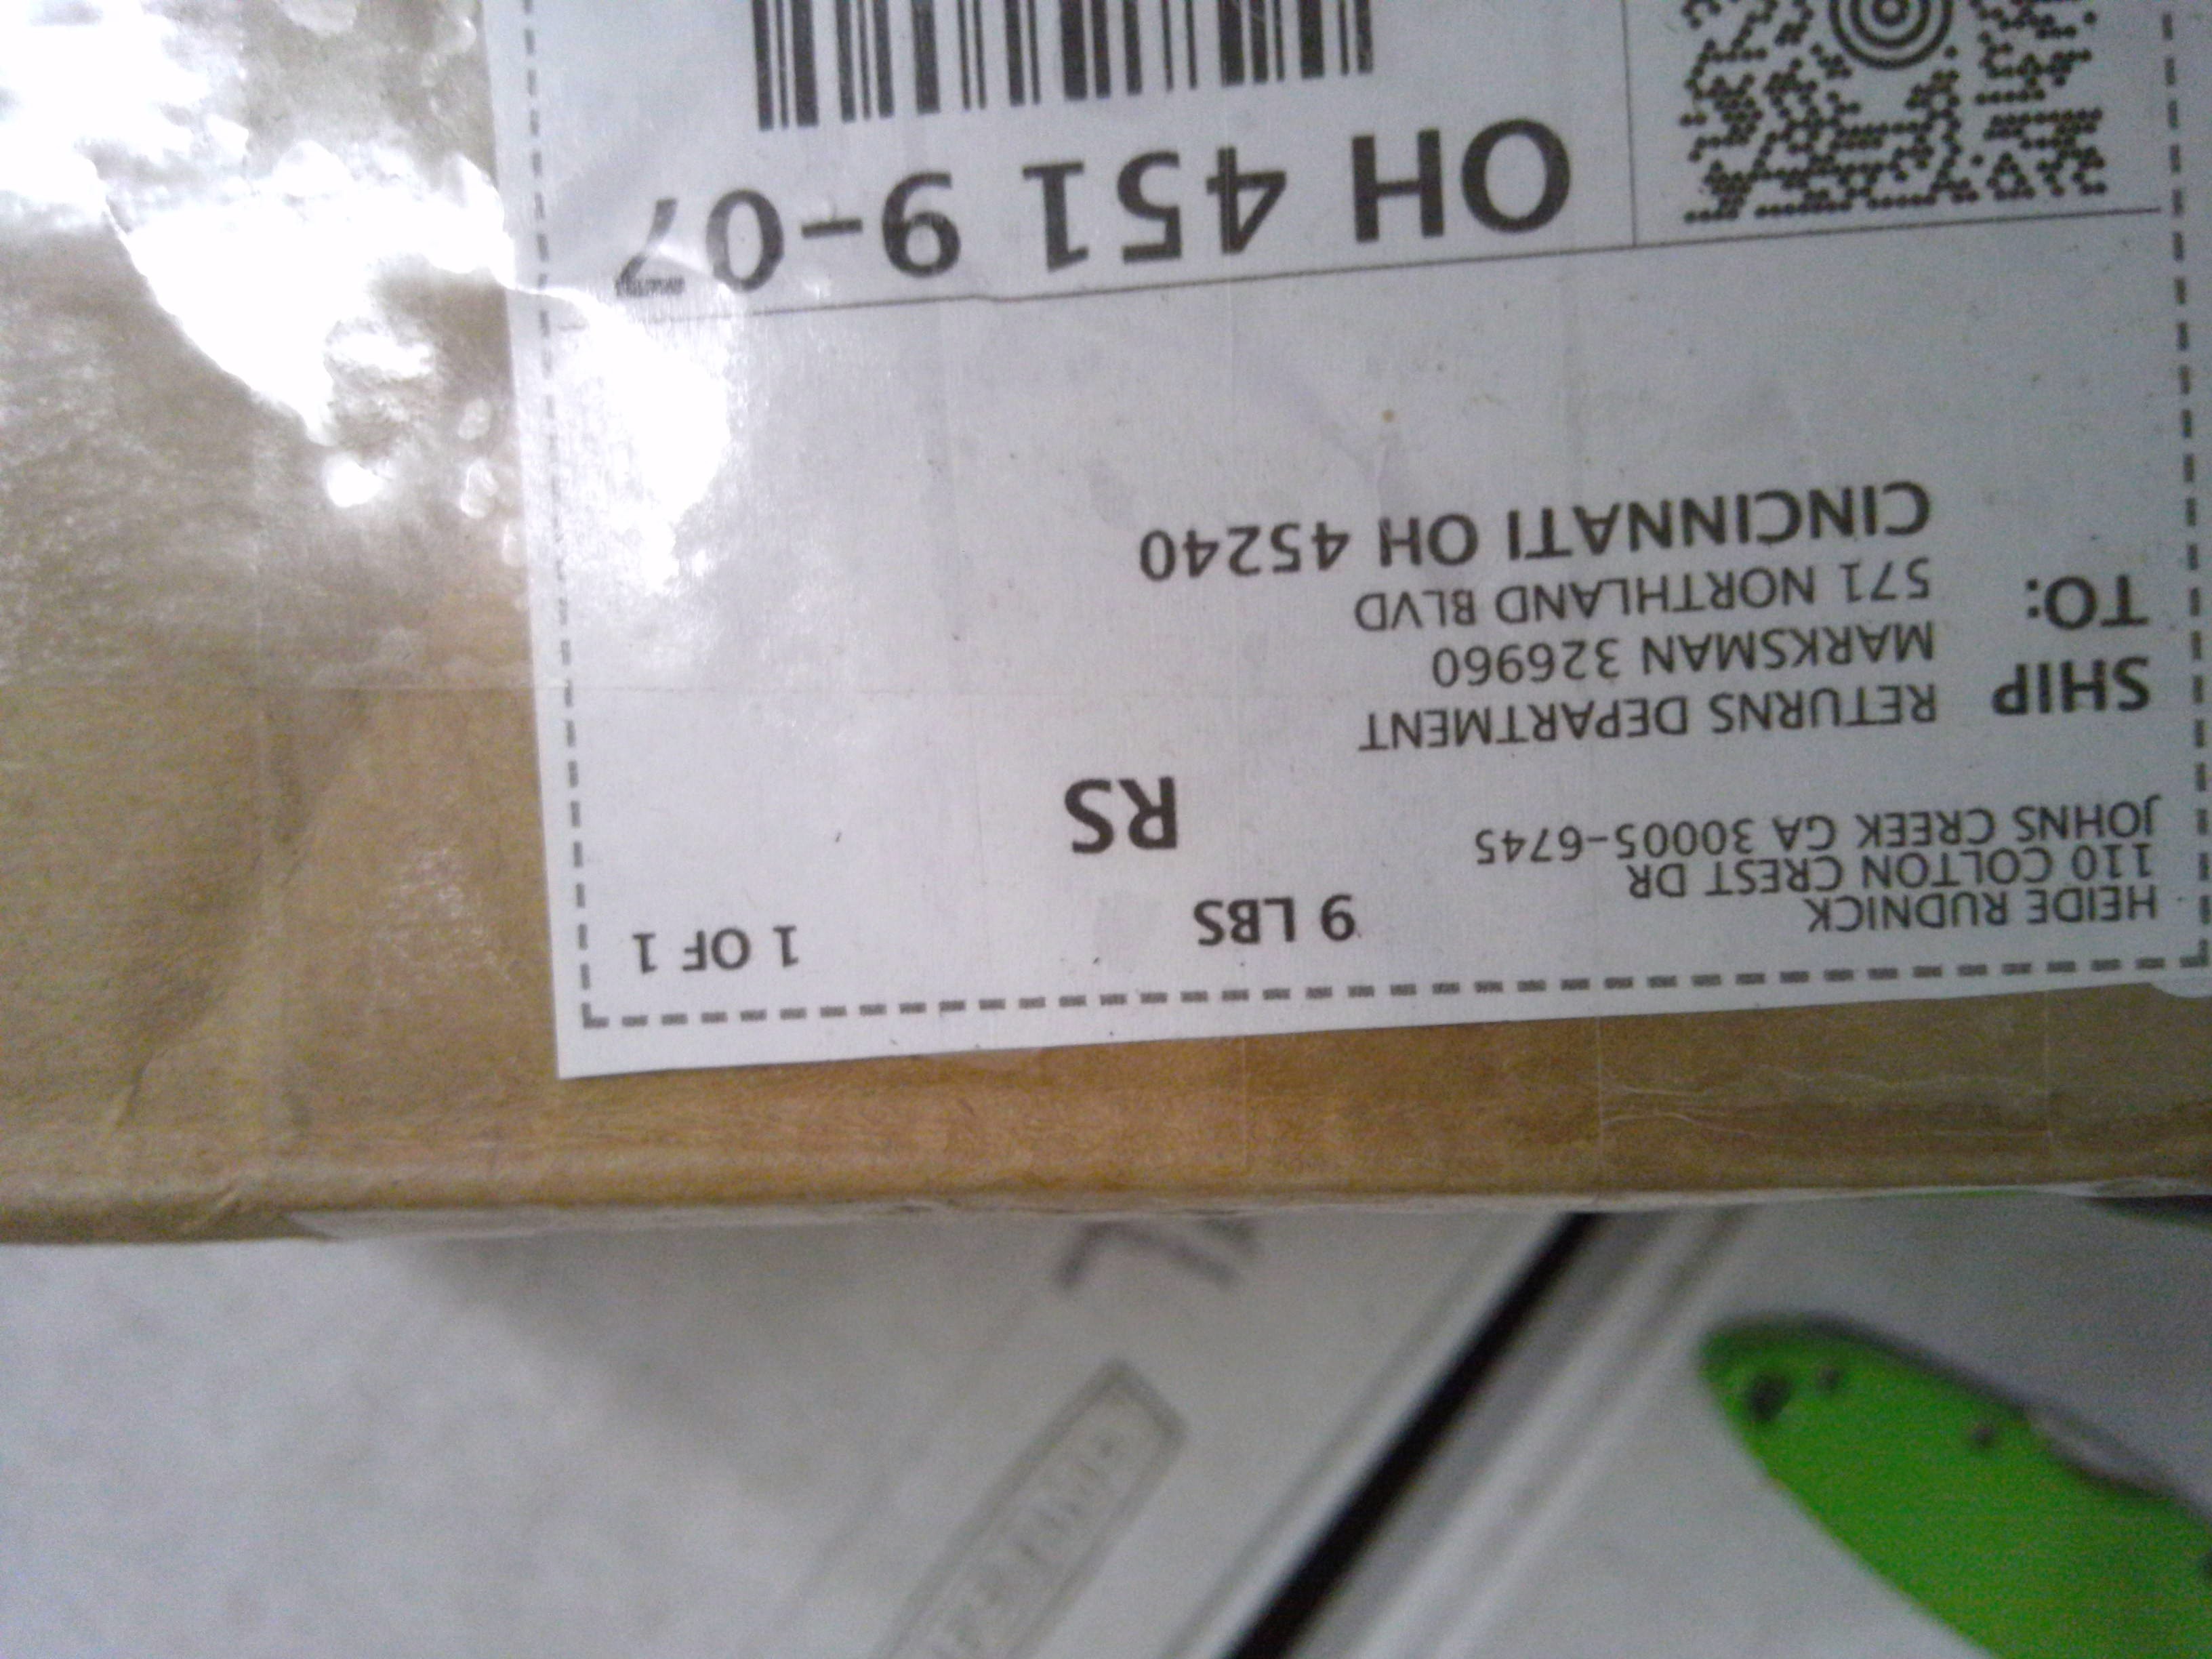 HEIDE RUDNICK
110 COLTON CREST DR
JOHNS CREEK GA 30005-6745
9 LBS
1 OF 1
RS
SHIP
TO:
RETURNS DEPARTMENT
MARKSMAN 326960
571 NORTHLAND BLVD
CINCINNATI OH 45240
OH 451 9-07